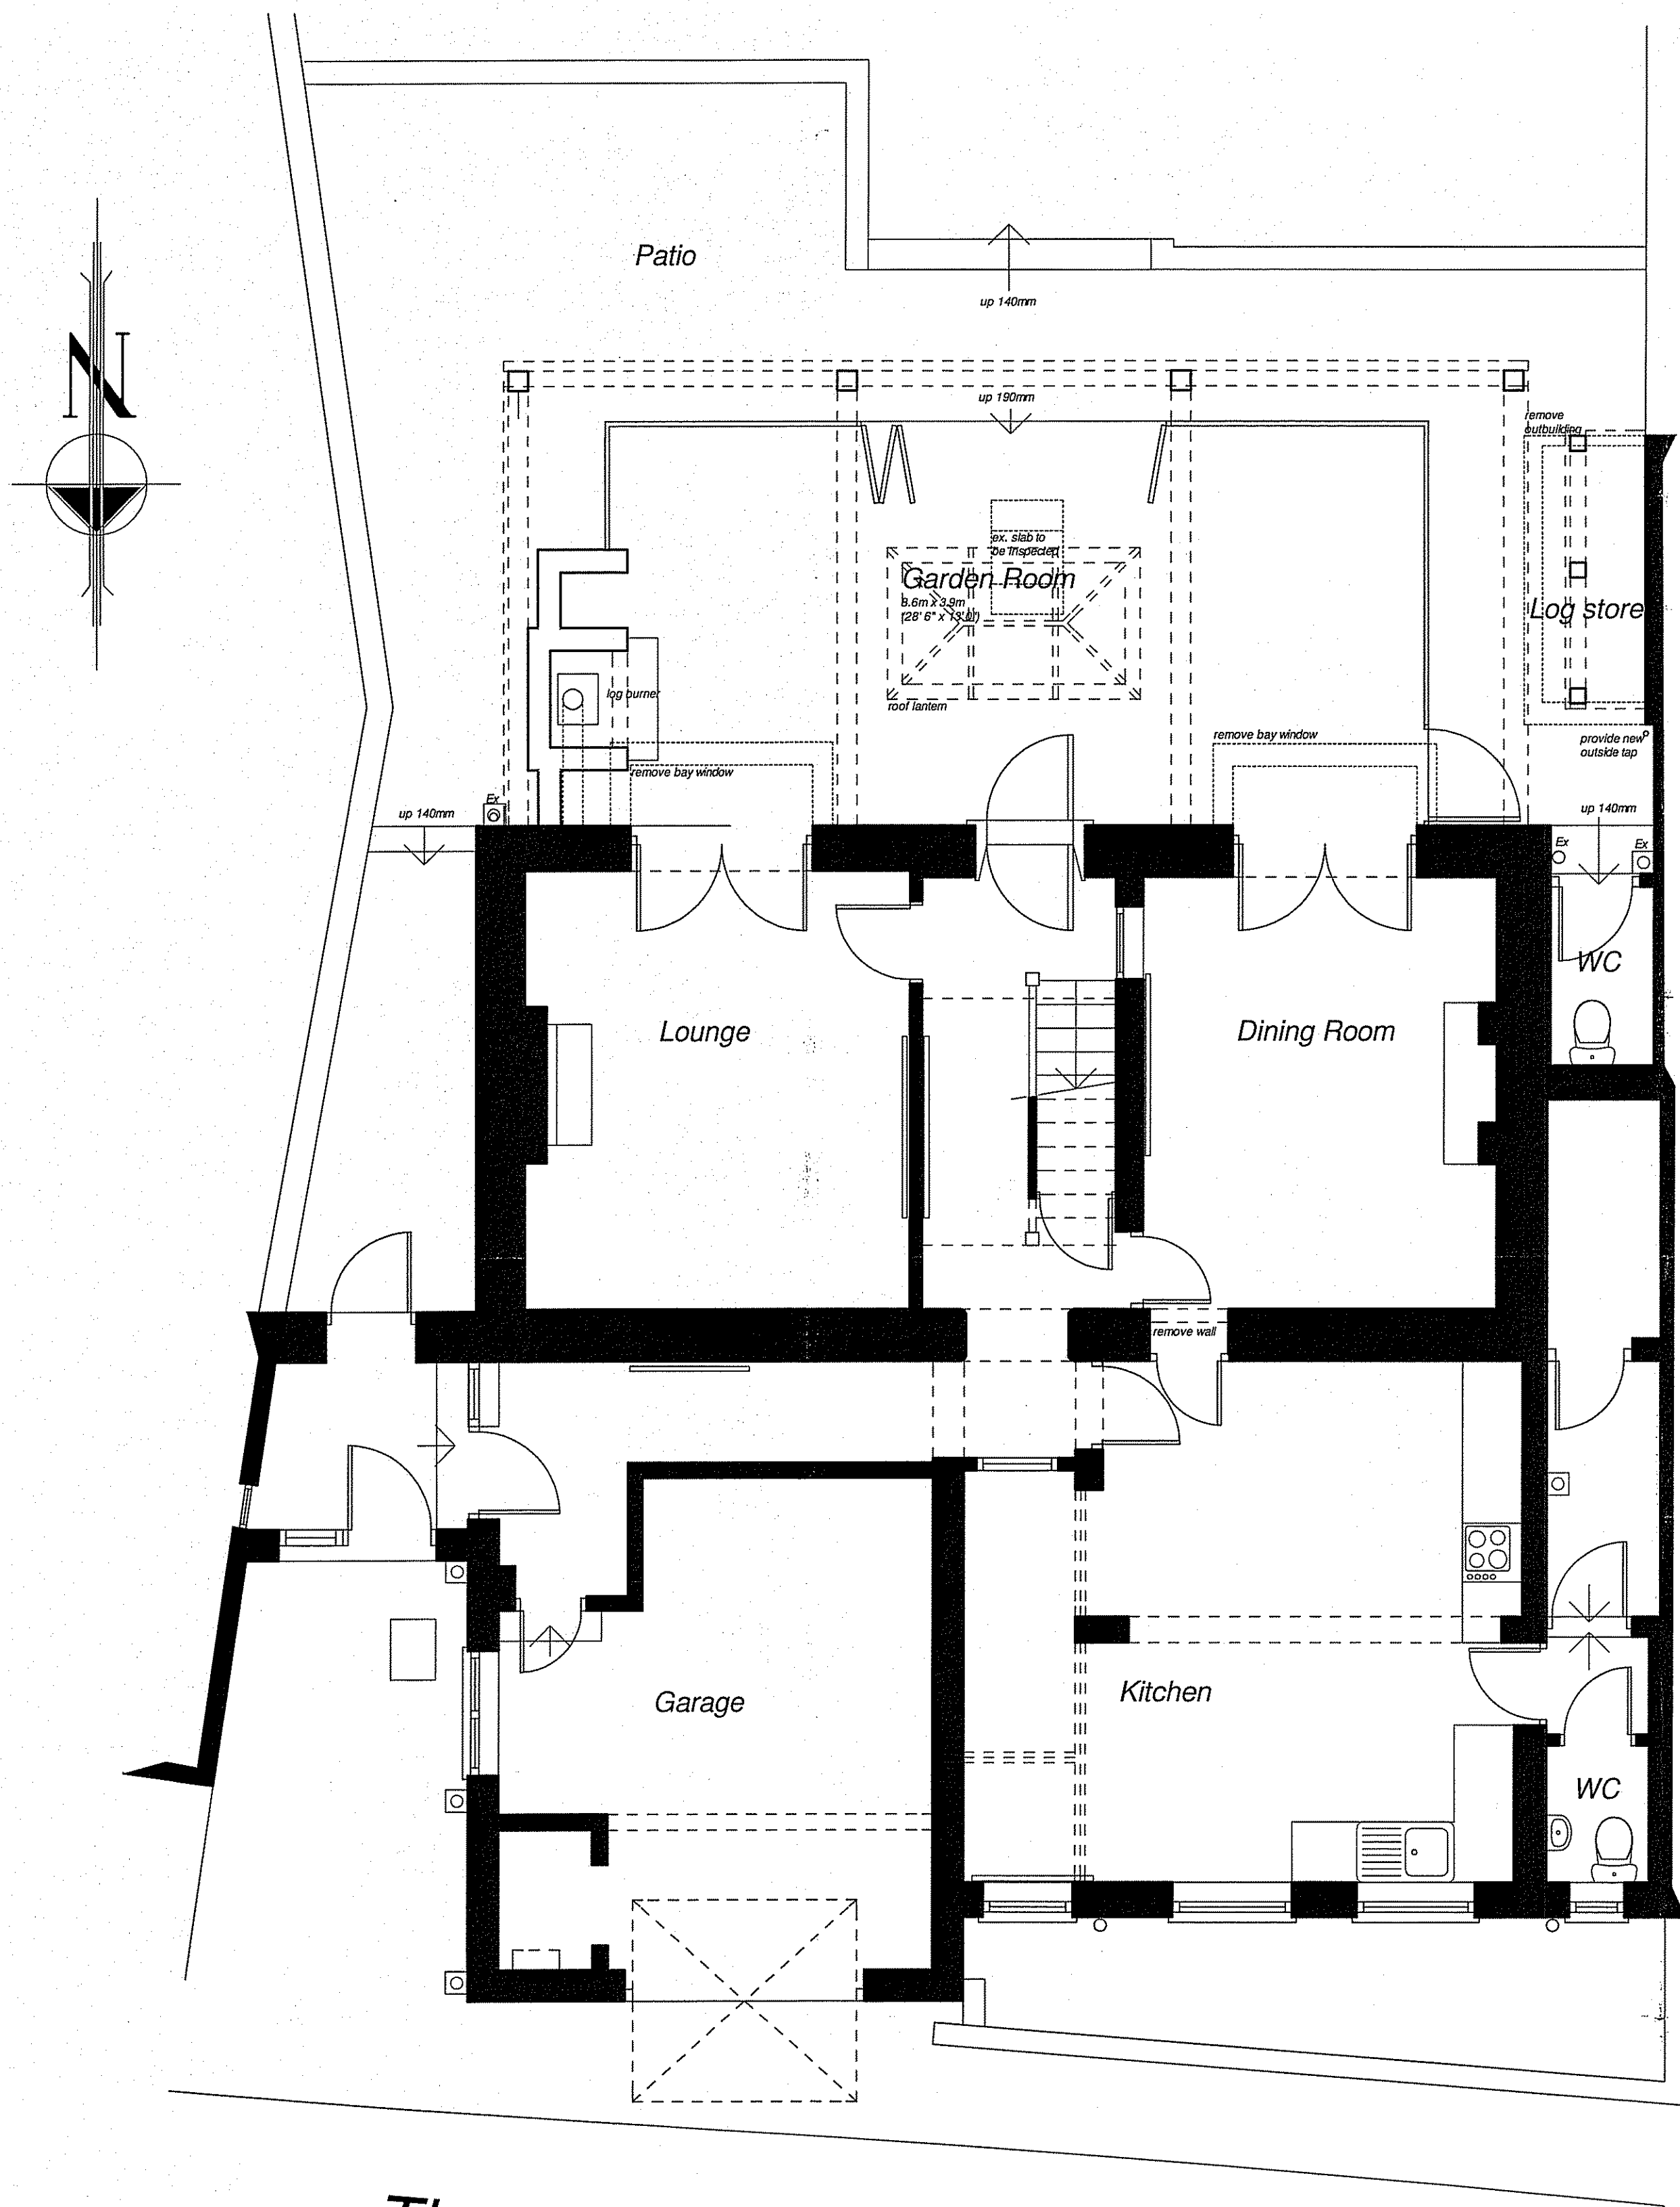 Patio
up 140mm
N
up 190mm
remove
outbuilding
ex. slab to
be inspected
Garden Room
8.6m x 3.9m
(28' 6" x 13'0")
Log store
log burner
roof lantern
remove bay window
provide new
outside tap
remove bay window
Ex
up 140mm
up 140mm
Ex
Ex
WC
Lounge
Dining Room
remove wall
Kitchen
Garage
WC